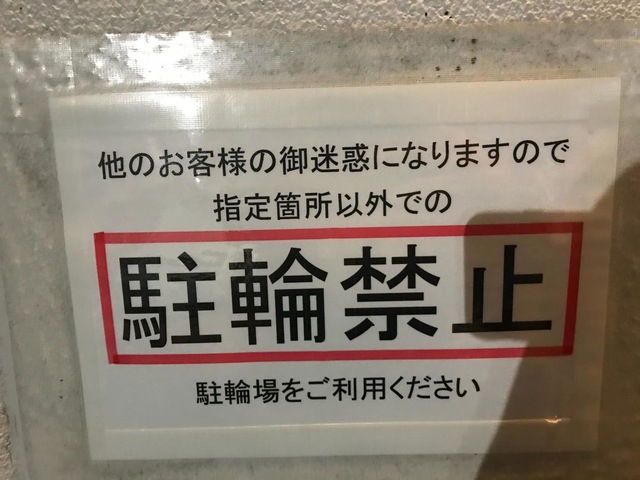 他のお客様の御迷惑になりますので
指定箇所以外での
駐輪禁止
駐輪場をご利用ください